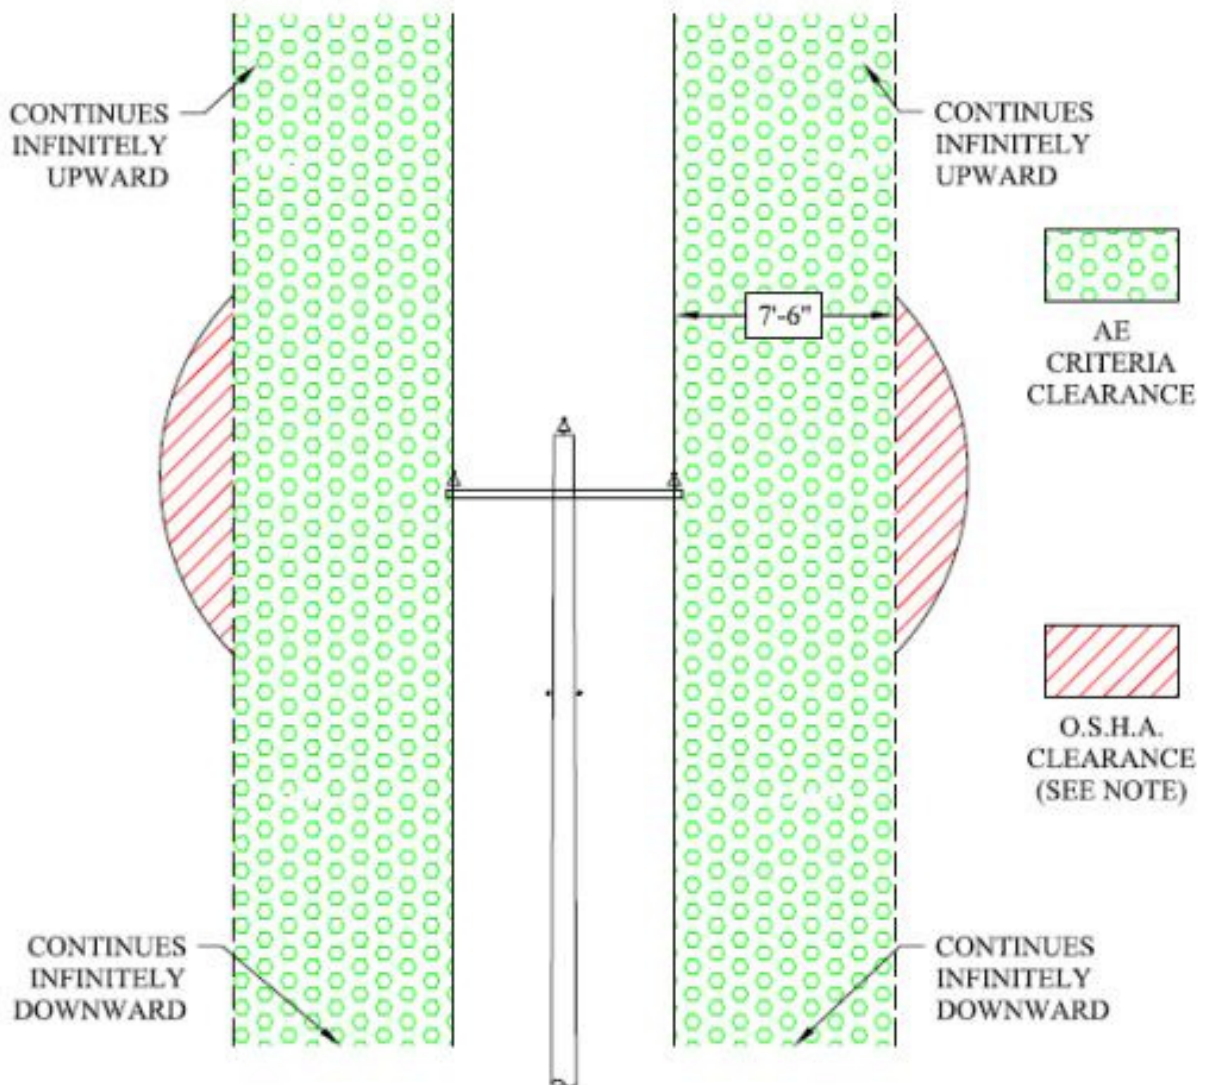 CONTINUES
INFINITELY
UPWARD
CONTINUES
INFINITELY
UPWARD
7'-6"
AE
CRITERIA
CLEARANCE
O.S.H.A.
CLEARANCE
(SEE NOTE)
CONTINUES
INFINITELY
DOWNWARD
CONTINUES
INFINITELY
DOWNWARD